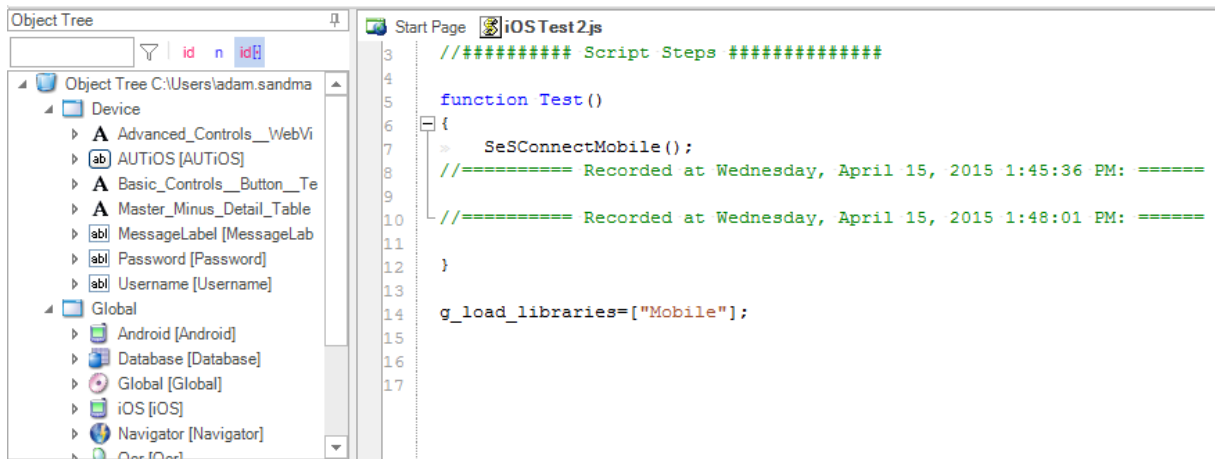 Object Tree
id n id[·]
Object Tree C:\Users\adam.sandma
Device
Advanced_Controls__WebVi
AUTiOS [AUTiOS]
Basic_Controls__Button__Te
Master_Minus_Detail_Table
MessageLabel [MessageLab
Password [Password]
Username [Username]
Global
Android [Android]
Database [Database]
Global [Global]
iOS [iOS]
Navigator [Navigator]
Start Page iOSTest2.js
3 //########## Script Steps ##############
4
5 function Test()
6 {
7 SeSConnectMobile();
8 //========== Recorded at Wednesday, April 15, 2015 1:45:36 PM: ======
9
10 //========== Recorded at Wednesday, April 15, 2015 1:48:01 PM: ======
11
12 }
13
14 g_load_libraries=["Mobile"];
15
16
17